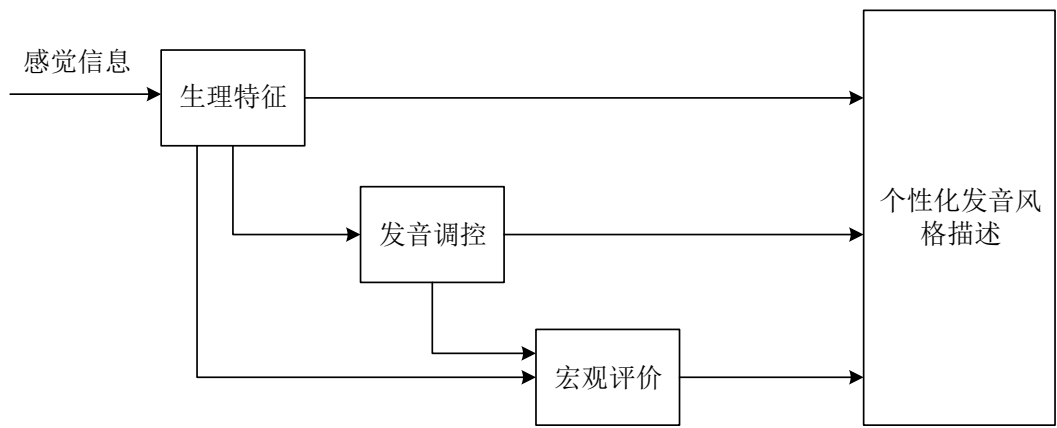 感觉信息
生理特征
发音调控
个性化发音风
格描述
宏观评价